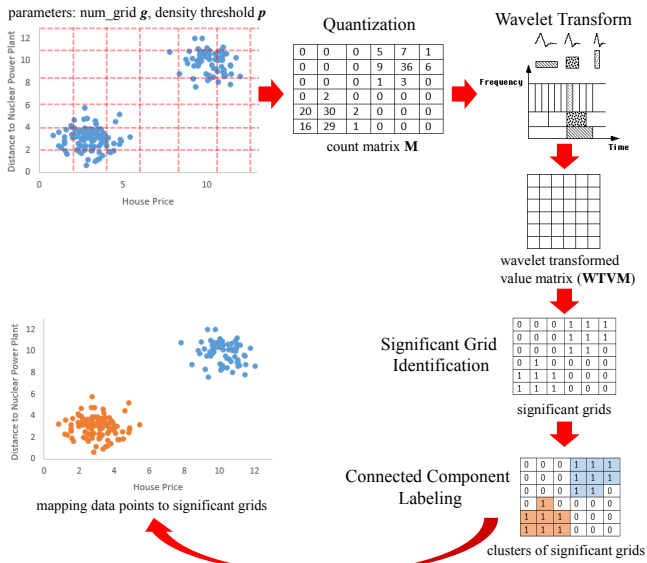 parameters: num_grid g, density threshold p
Distance to Nuclear Power Plant
14
12
10
8
6
4
2
0
0 5 10
House Price
Quantization
0 0 0 5 7 1
0 0 0 9 36 6
0 0 0 1 3 0
0 2 0 0 0 0
20 30 2 0 0 0
16 29 1 0 0 0
count matrix M
Wavelet Transform
Frequency
Time
wavelet transformed
value matrix (WTVM)
Significant Grid
Identification
0 0 0 1 1 1
0 0 0 1 1 1
0 0 0 1 1 0
0 1 0 0 0 0
1 1 1 0 0 0
1 1 1 0 0 0
significant grids
Connected Component
Labeling
0 0 0 1 1 1
0 0 0 1 1 1
0 0 0 1 1 0
0 1 0 0 0 0
1 1 1 0 0 0
1 1 1 0 0 0
clusters of significant grids
Distance to Nuclear Power Plant
14
12
10
8
6
4
2
0
0 2 4 6 8 10 12
House Price
mapping data points to significant grids